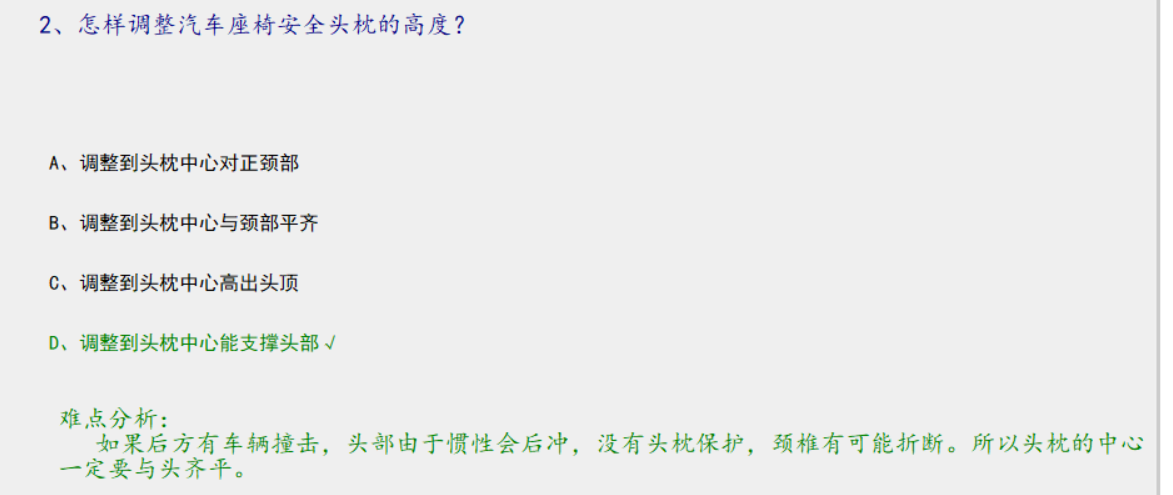 2、怎样调整汽车座椅安全头枕的高度？
A、调整到头枕中心对正颈部
B、调整到头枕中心与颈部平齐
C、调整到头枕中心高出头顶
D、调整到头枕中心能支撑头部√
难点分析：
如果后方有车辆撞击，头部由于惯性会后冲，没有头枕保护，颈椎有可能折断。所以头枕的中心
一定要与头齐平。